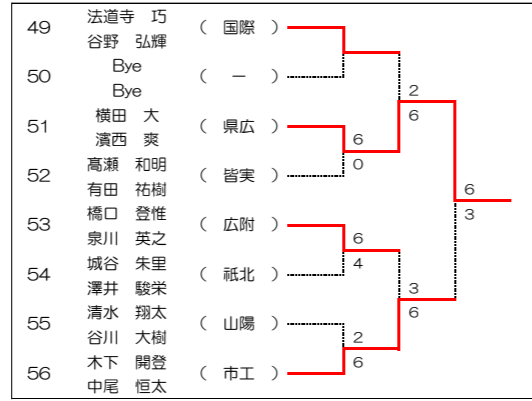 49 法道寺　巧 （ 国際 ）
谷野　弘輝
50 Bye （ ー ）
Bye
2
6
51 横田　大 （ 県広 ）
濱西　爽
6
0
52 髙瀬　和明 （ 皆実 ）
有田　祐樹
6
3
53 橋口　登惟 （ 広附 ）
泉川　英之
6
4
54 城谷　朱里 （ 祇北 ）
澤井　駿栄
3
6
55 清水　翔太 （ 山陽 ）
谷川　大樹
2
6
56 木下　開登 （ 市工 ）
中尾　恒太